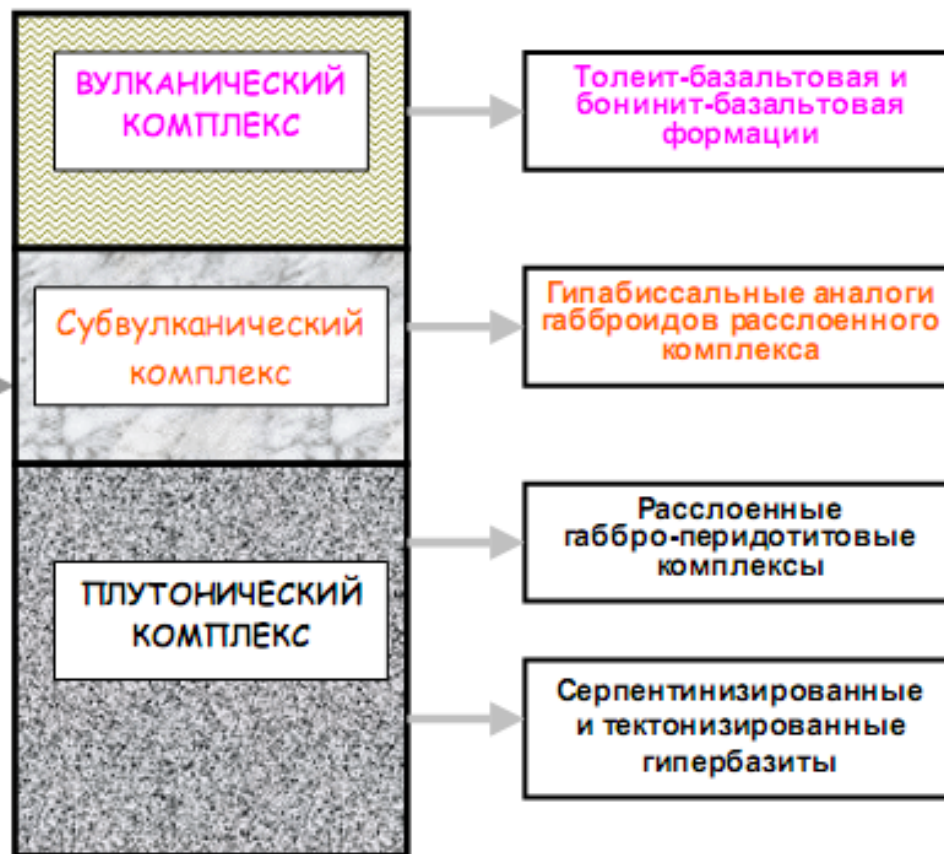 ВУЛКАНИЧЕСКИЙ
КОМПЛЕКС
Толеит-базальтовая и
бонинит-базальтовая
формации
Субвулканический
комплекс
Гипабиссальные аналоги
габброидов расслоенного
комплекса
ПЛУТОНИЧЕСКИЙ
КОМПЛЕКС
Расслоенные
габбро-перидотитовые
комплексы
Серпентинизированные
и тектонизированные
гипербазиты